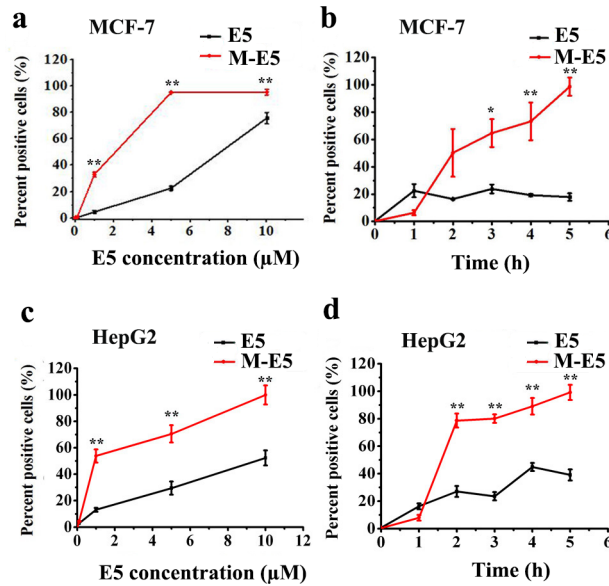 a
MCF-7
E5
M-E5
Percent positive cells (%)
120
100
80
60
40
20
0
**
**
**
0 2 4 6 8 10
E5 concentration (µM)
b
MCF-7
E5
M-E5
Percent positive cells (%)
120
100
80
60
40
20
0
*
**
**
0 1 2 3 4 5 6
Time (h)
c
HepG2
E5
M-E5
Percent positive cells (%)
120
100
80
60
40
20
0
**
**
**
0 2 4 6 8 10 12
E5 concentration (µM)
d
HepG2
E5
M-E5
Percent positive cells (%)
120
100
80
60
40
20
0
**
**
**
**
0 1 2 3 4 5 6
Time (h)